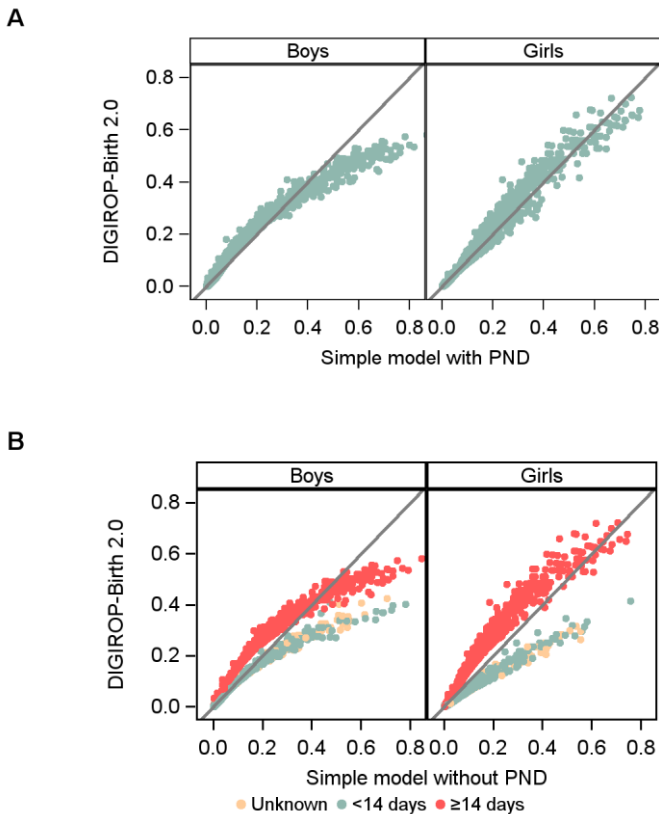 A
Boys Girls
0.8
0.6
0.4
0.2
0.0
DIGIROP-Birth 2.0
0.0 0.2 0.4 0.6 0.8 0.0 0.2 0.4 0.6 0.8
Simple model with PND
B
Boys Girls
0.8
0.6
0.4
0.2
0.0
DIGIROP-Birth 2.0
0.0 0.2 0.4 0.6 0.8 0.0 0.2 0.4 0.6 0.8
Simple model without PND
Unknown <14 days ≥14 days